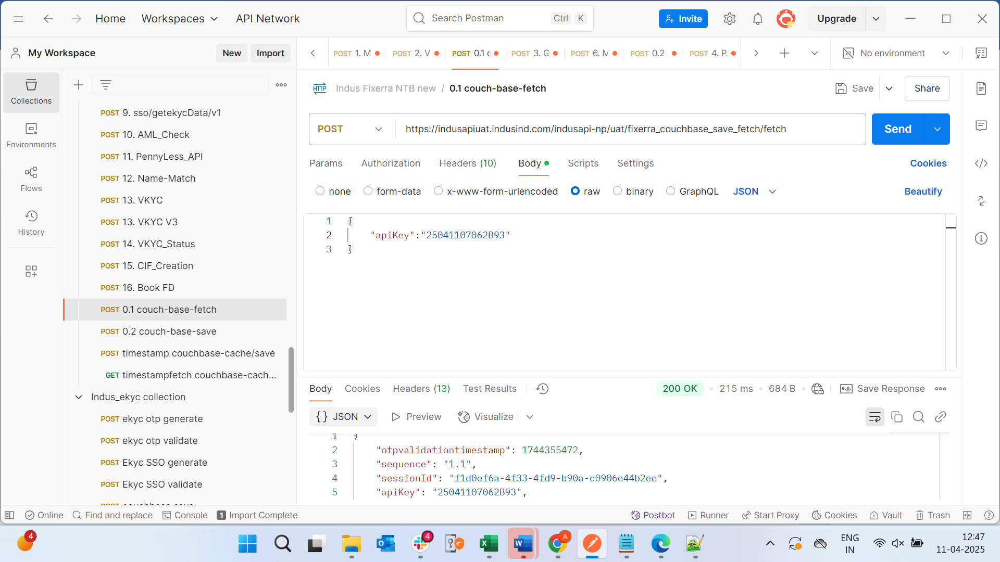 Home Workspaces API Network Search Postman Ctrl K Invite Upgrade
My Workspace New Import
POST 1. M POST 2. V POST 0.1 c POST 3. G POST 6. M POST 0.2 POST 4. P. No environment
Collections
Environments
Flows
History
POST 9. sso/getekycData/v1
POST 10. AML_Check
POST 11. PennyLess_API
POST 12. Name-Match
POST 13. VKYC
POST 13. VKYC V3
POST 14. VKYC_Status
POST 15. CIF_Creation
POST 16. Book FD
POST 0.1 couch-base-fetch
POST 0.2 couch-base-save
POST timestamp couchbase-cache/save
GET timestampfetch couchbase-cach...
Indus_ekyc collection
POST ekyc otp generate
POST ekyc otp validate
POST Ekyc SSO generate
POST Ekyc SSO validate
HTTP Indus Fixerra NTB new / 0.1 couch-base-fetch Save Share
POST https://indusapiuat.indusind.com/indusapi-np/uat/fixerra_couchbase_save_fetch/fetch Send
Params Authorization Headers (10) Body Scripts Settings Cookies
none form-data x-www-form-urlencoded raw binary GraphQL JSON Beautify
1 {
2 "apiKey":"25041107062B93"
3 }
Body Cookies Headers (13) Test Results 200 OK 215 ms 684 B e.g. Save Response
{} JSON Preview Visualize
1 {
2 "otpvalidationtimestamp": 1744355472,
3 "sequence": "1.1",
4 "sessionId": "f1d0ef6a-4f33-4fd9-b90a-c0906e44b2ee",
5 "apiKey": "25041107062B93",
Online Find and replace Console 1 Import Complete Postbot Runner Start Proxy Cookies Vault Trash
4 4 A ENG
IN
12:47
11-04-2025